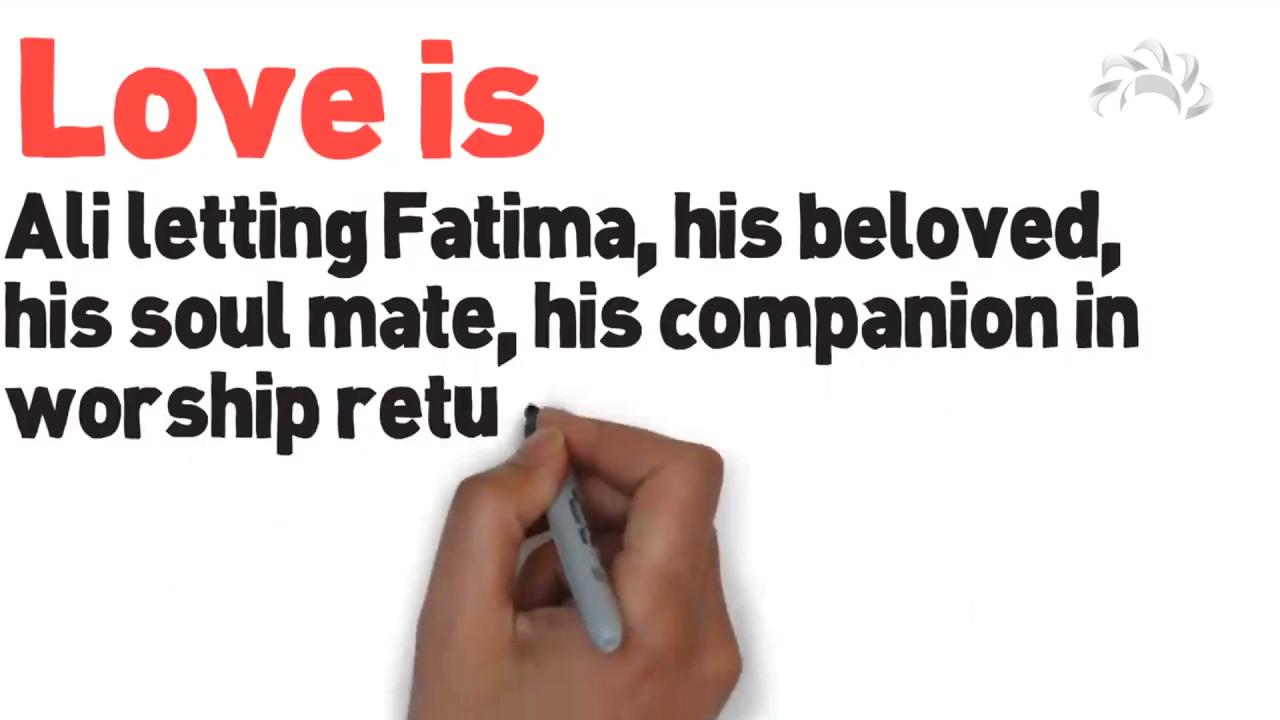 Love is
Ali letting Fatima, his beloved,
his soul mate, his companion in
worship retu